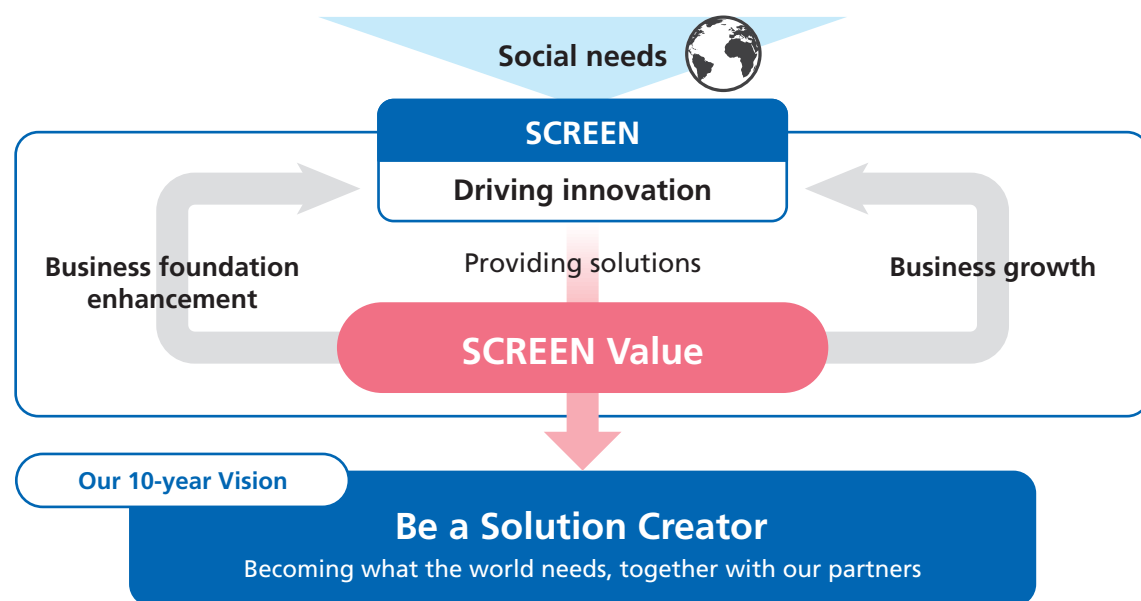 Social needs
SCREEN
Driving innovation
Business foundation
enhancement
Providing solutions
Business growth
SCREEN Value
Our 10-year Vision
Be a Solution Creator
Becoming what the world needs, together with our partners